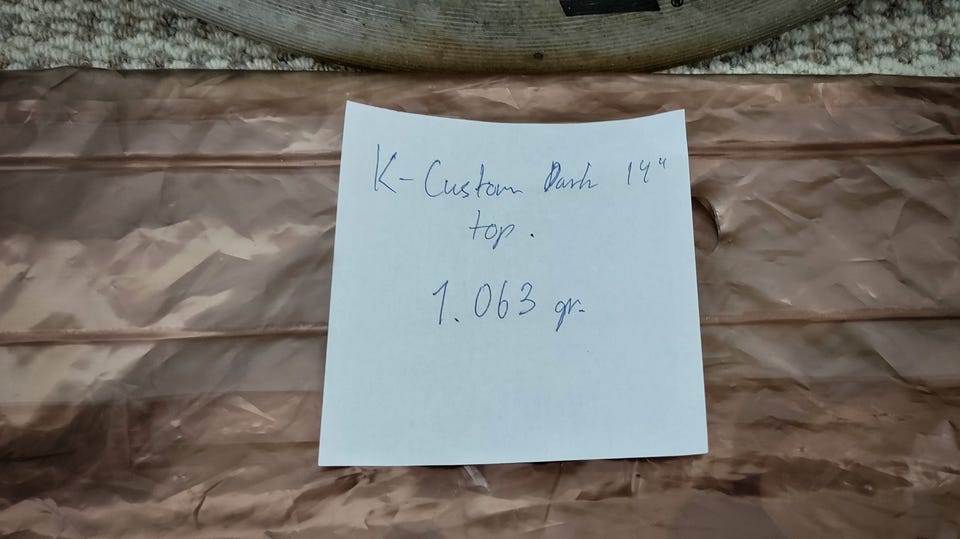 K-Custom Dark 14"
top.
1.063 gr.
®